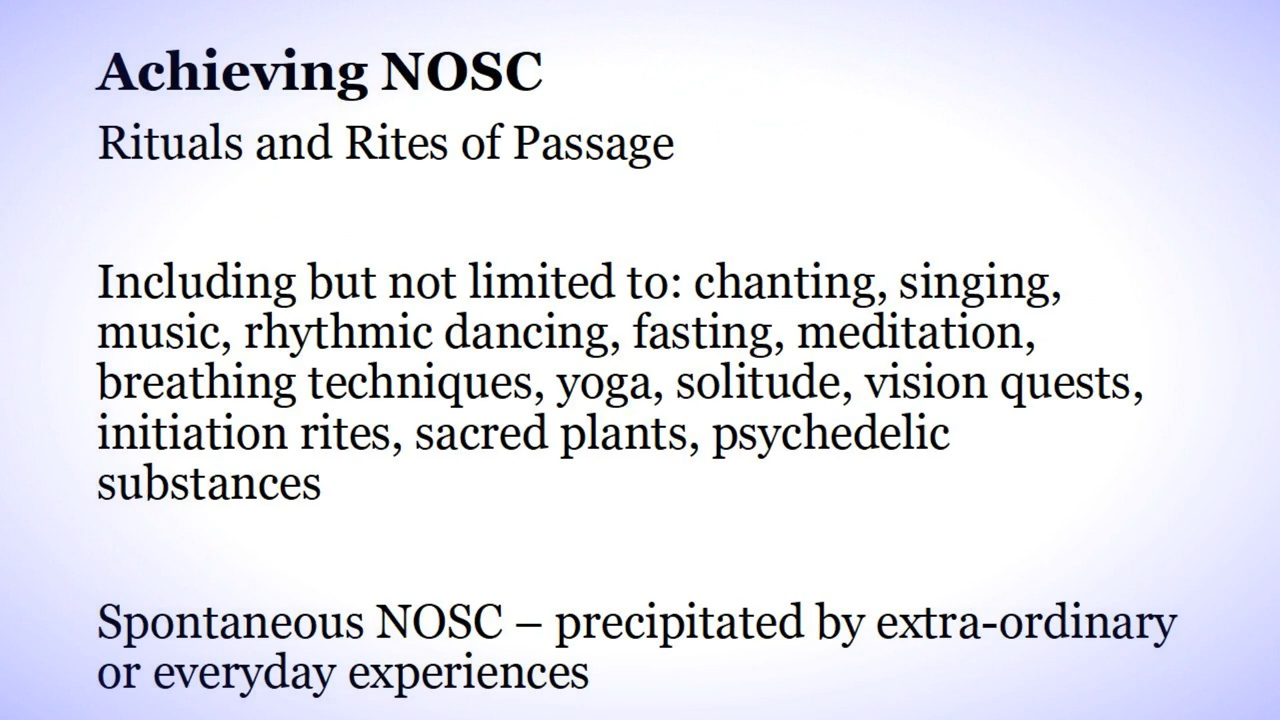 Achieving NOSC
Rituals and Rites of Passage
Including but not limited to: chanting, singing,
music, rhythmic dancing, fasting, meditation,
breathing techniques, yoga, solitude, vision quests,
initiation rites, sacred plants, psychedelic
substances
Spontaneous NOSC – precipitated by extra-ordinary
or everyday experiences